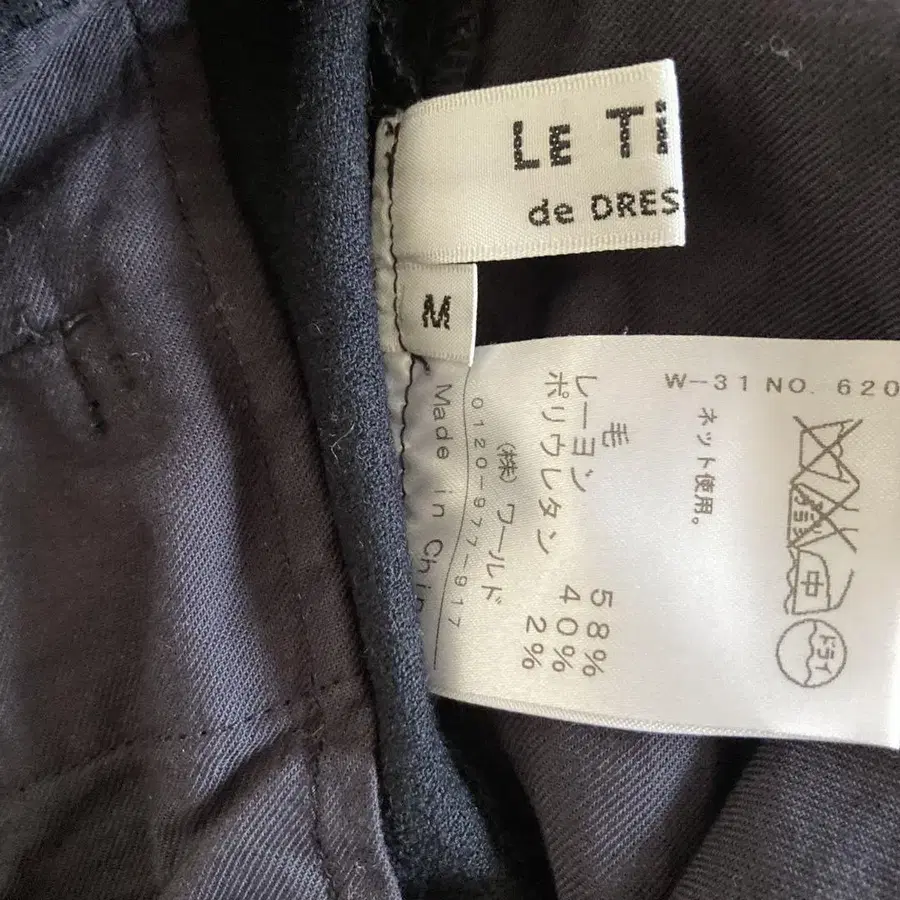 LE Ti
de DRES
M
W-31 NO. 620
ネット使用。
中
ドライ
毛 58%
レーヨン 40%
ポリウレタン 2%
(株) ワールド
0120-977-917
Made in Chin